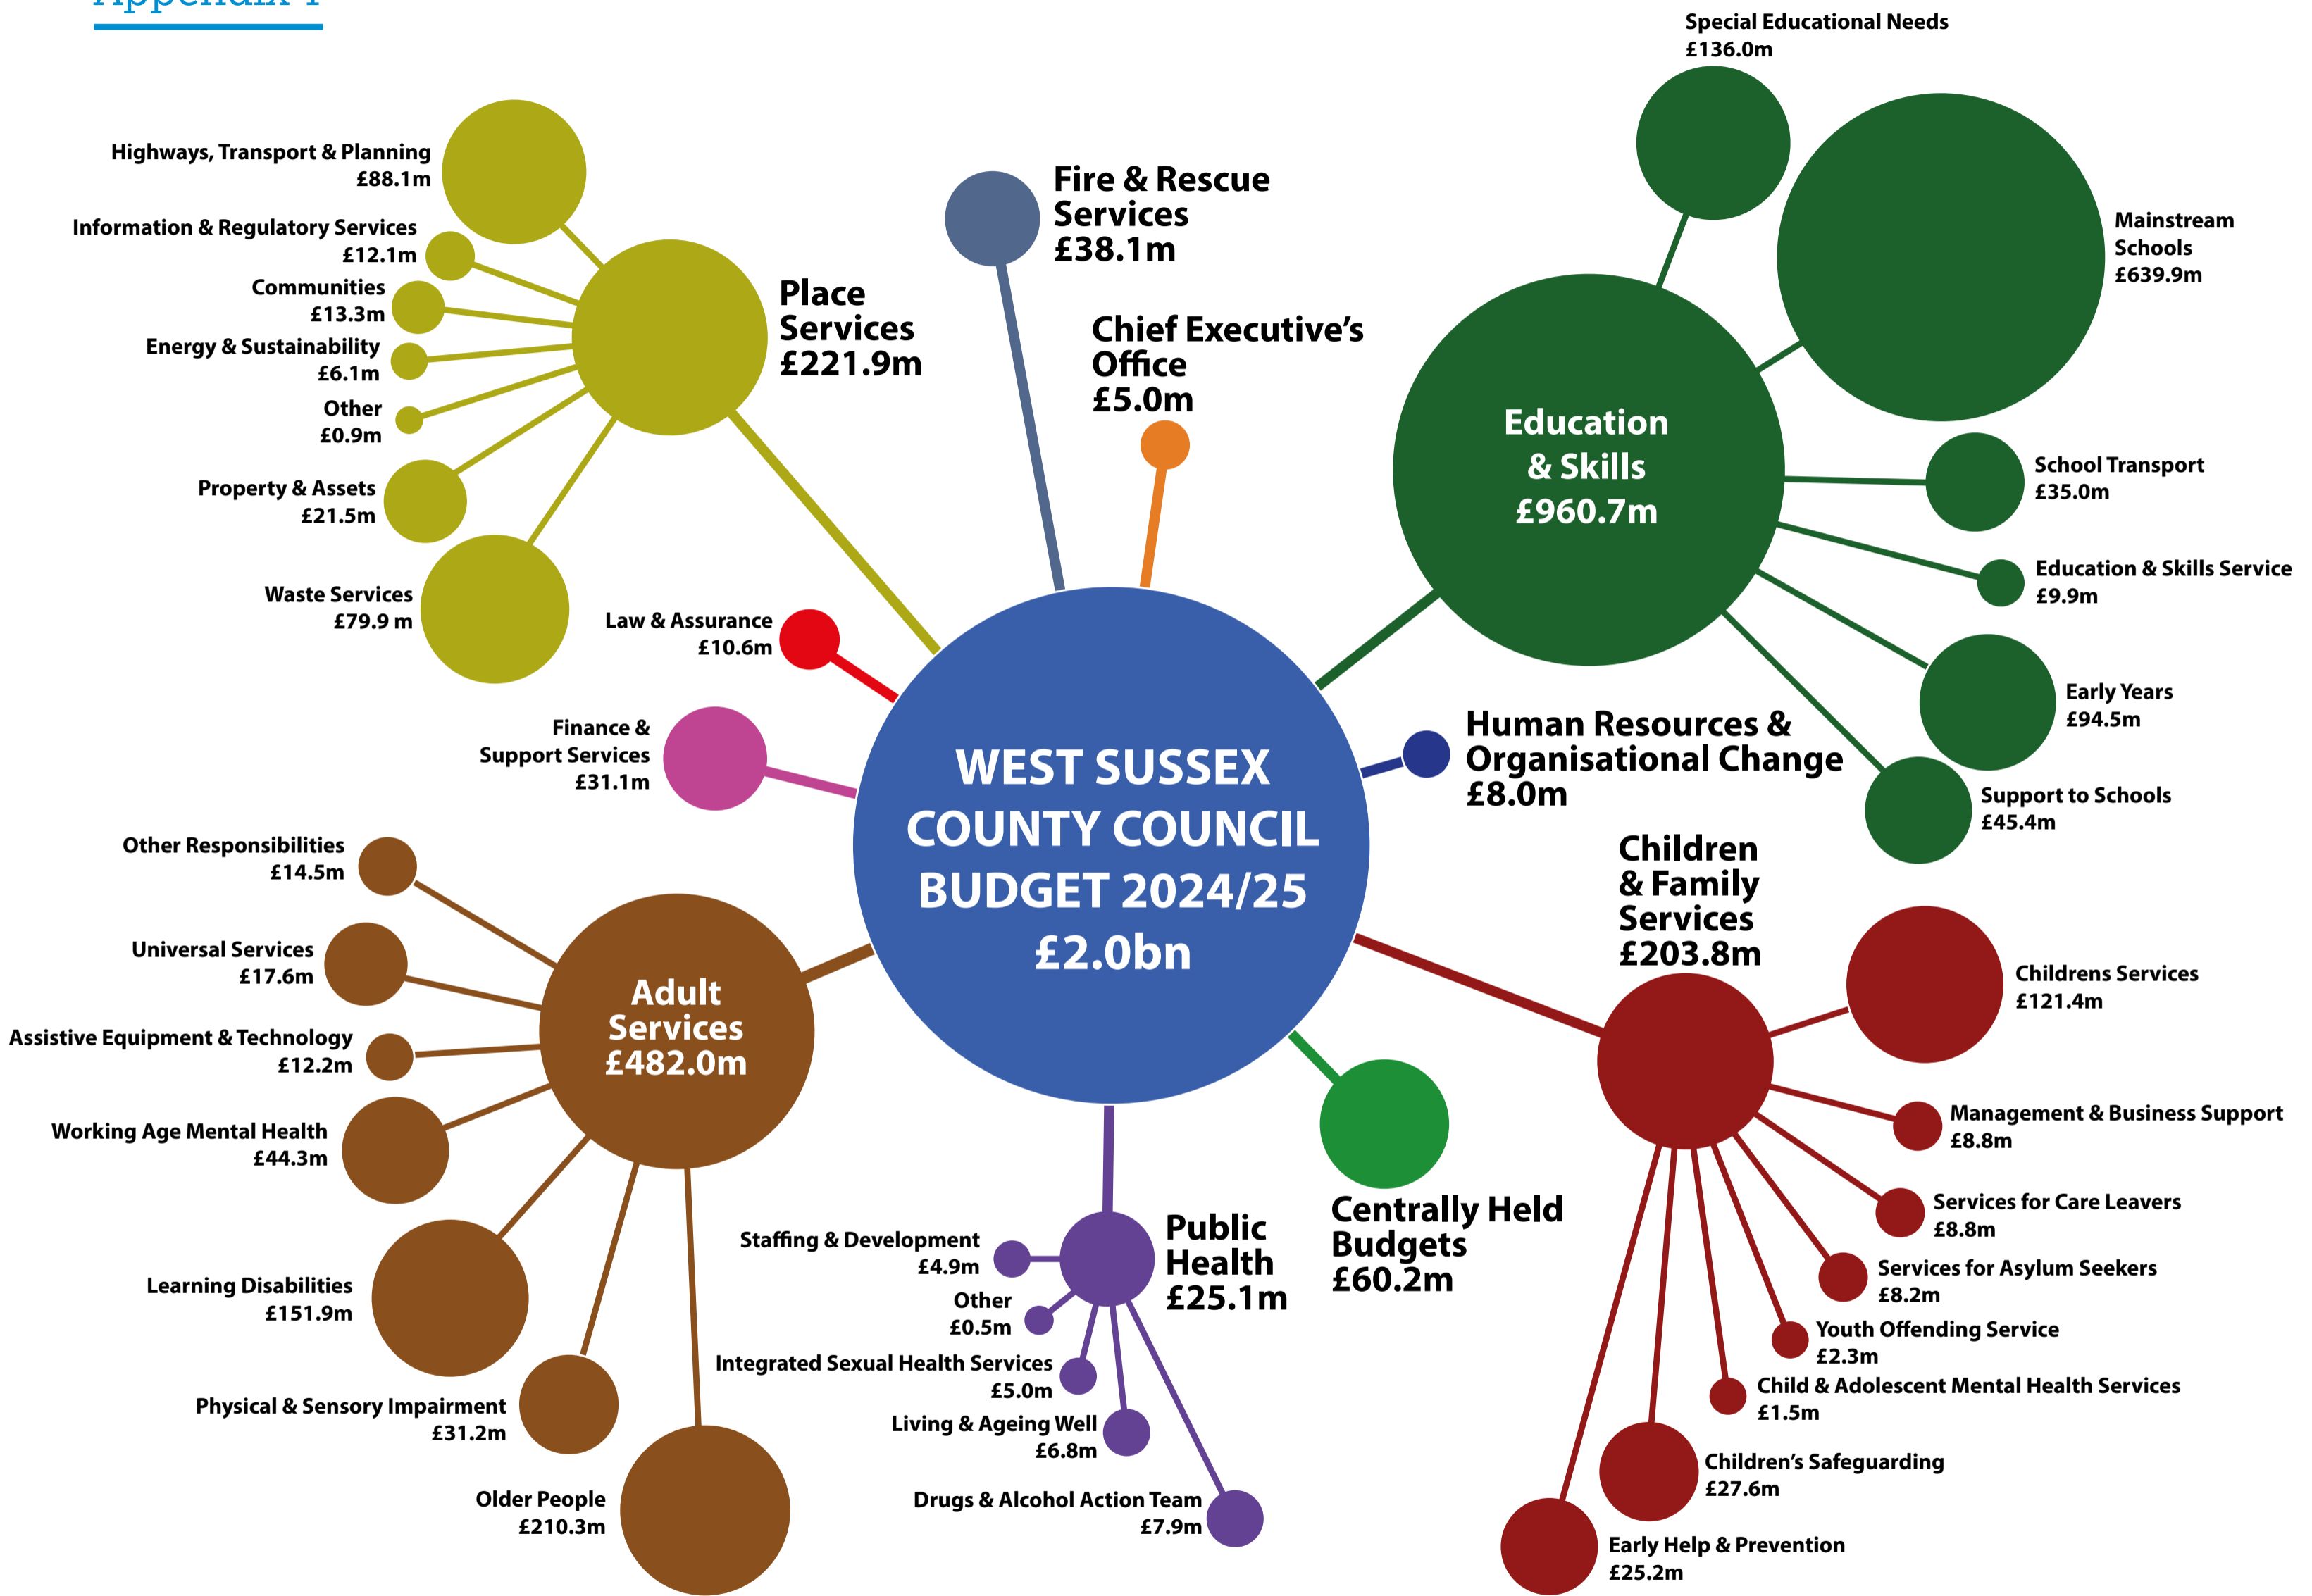 Appendix 1
Special Educational Needs
£136.0m
Mainstream
Schools
£639.9m
School Transport
£35.0m
Education & Skills Service
£9.9m
Early Years
£94.5m
Support to Schools
£45.4m
Education
& Skills
£960.7m
Highways, Transport & Planning
£88.1m
Information & Regulatory Services
£12.1m
Communities
£13.3m
Energy & Sustainability
£6.1m
Other
£0.9m
Property & Assets
£21.5m
Waste Services
£79.9 m
Place
Services
£221.9m
Fire & Rescue
Services
£38.1m
Chief Executive’s
Office
£5.0m
Law & Assurance
£10.6m
Finance &
Support Services
£31.1m
WEST SUSSEX
COUNTY COUNCIL
BUDGET 2024/25
£2.0bn
Human Resources &
Organisational Change
£8.0m
Children
& Family
Services
£203.8m
Childrens Services
£121.4m
Management & Business Support
£8.8m
Services for Care Leavers
£8.8m
Services for Asylum Seekers
£8.2m
Youth Offending Service
£2.3m
Child & Adolescent Mental Health Services
£1.5m
Children’s Safeguarding
£27.6m
Early Help & Prevention
£25.2m
Other Responsibilities
£14.5m
Universal Services
£17.6m
Assistive Equipment & Technology
£12.2m
Working Age Mental Health
£44.3m
Learning Disabilities
£151.9m
Physical & Sensory Impairment
£31.2m
Older People
£210.3m
Adult
Services
£482.0m
Centrally Held
Budgets
£60.2m
Public
Health
£25.1m
Staffing & Development
£4.9m
Other
£0.5m
Integrated Sexual Health Services
£5.0m
Living & Ageing Well
£6.8m
Drugs & Alcohol Action Team
£7.9m